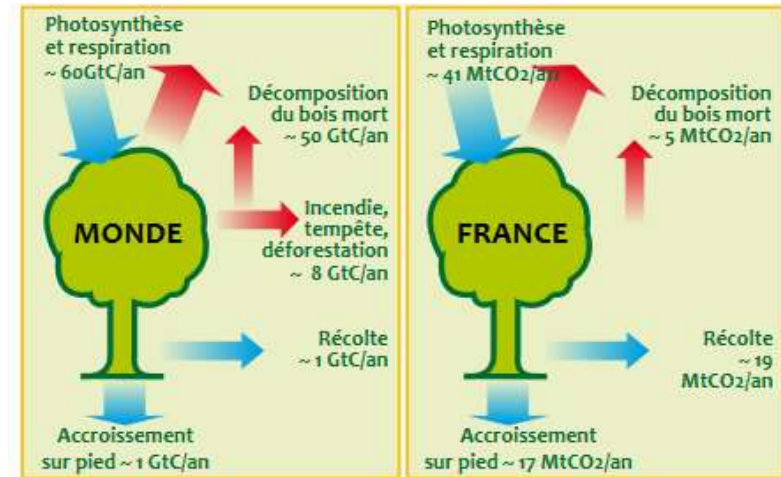 Photosynthèse
et respiration
~ 60GtC/an
Décomposition
du bois mort
~ 50 GtC/an
MONDE
Incendie,
tempête,
déforestation
~ 8 GtC/an
Récolte
~ 1 GtC/an
Accroissement
sur pied ~ 1 GtC/an
Photosynthèse
et respiration
~ 41 MtCO2/an
Décomposition
du bois mort
~ 5 MtCO2/an
FRANCE
Récolte
~ 19
MtCO2/an
Accroissement
sur pied ~ 17 MtCO2/an